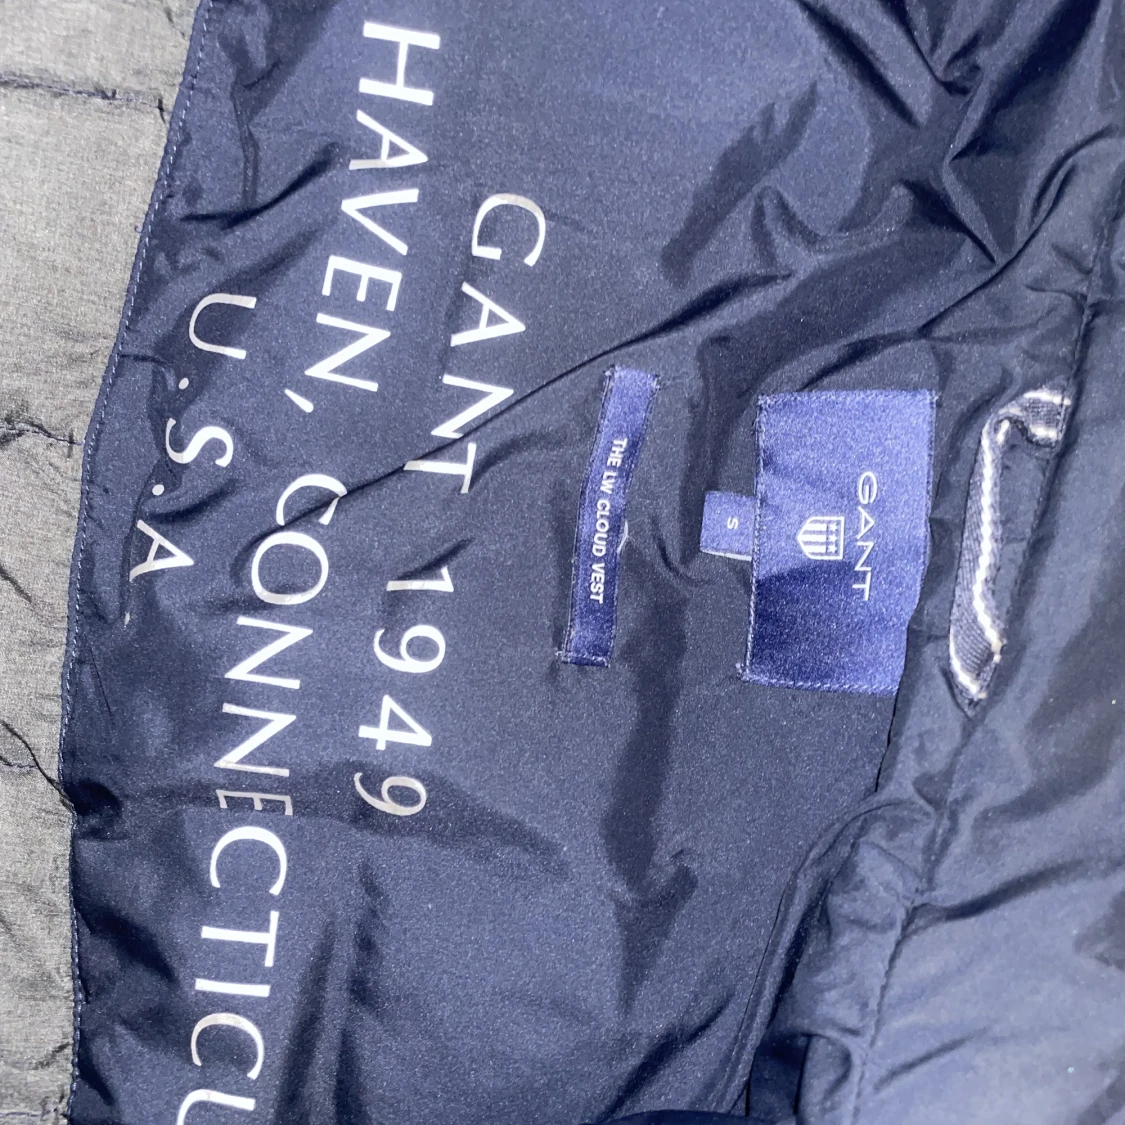 GANT
S
THE LW CLOUD VEST
GANT 1949
HAVEN, CONNECTICU
U.S.A